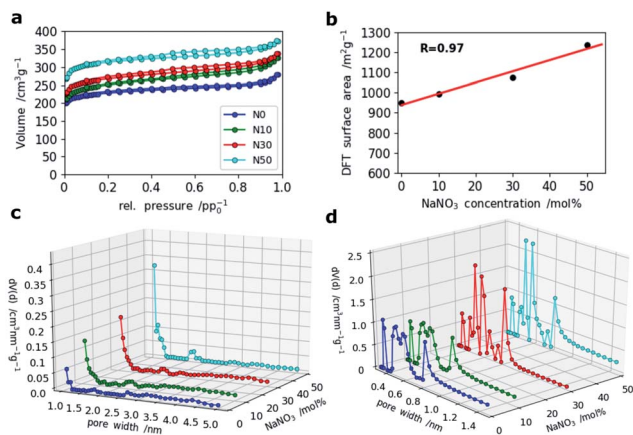 a
400
350
300
250
200
150
100
50
0
Volume /cm³g⁻¹
N0
N10
N30
N50
0.0 0.2 0.4 0.6 0.8 1.0
rel. pressure /pp₀⁻¹
b
1300
1200
1100
1000
900
800
700
600
DFT surface area /m²g⁻¹
R=0.97
0 10 20 30 40 50
NaNO₃ concentration /mol%
c
0.4
0.35
0.3
0.25
0.2
0.15
0.1
0.05
0.0
dV(d) /cm³nm⁻¹g⁻¹
1.0 1.5 2.0 2.5 3.0 3.5 4.0 4.5 5.0
pore width /nm
0 10 20 30 40 50
NaNO₃ /mol%
d
2.5
2.0
1.5
1.0
0.5
0
dV(d) /cm³nm⁻¹g⁻¹
0.4 0.6 0.8 1.0 1.2 1.4
pore width /nm
0 10 20 30 40 50
NaNO₃ /mol%